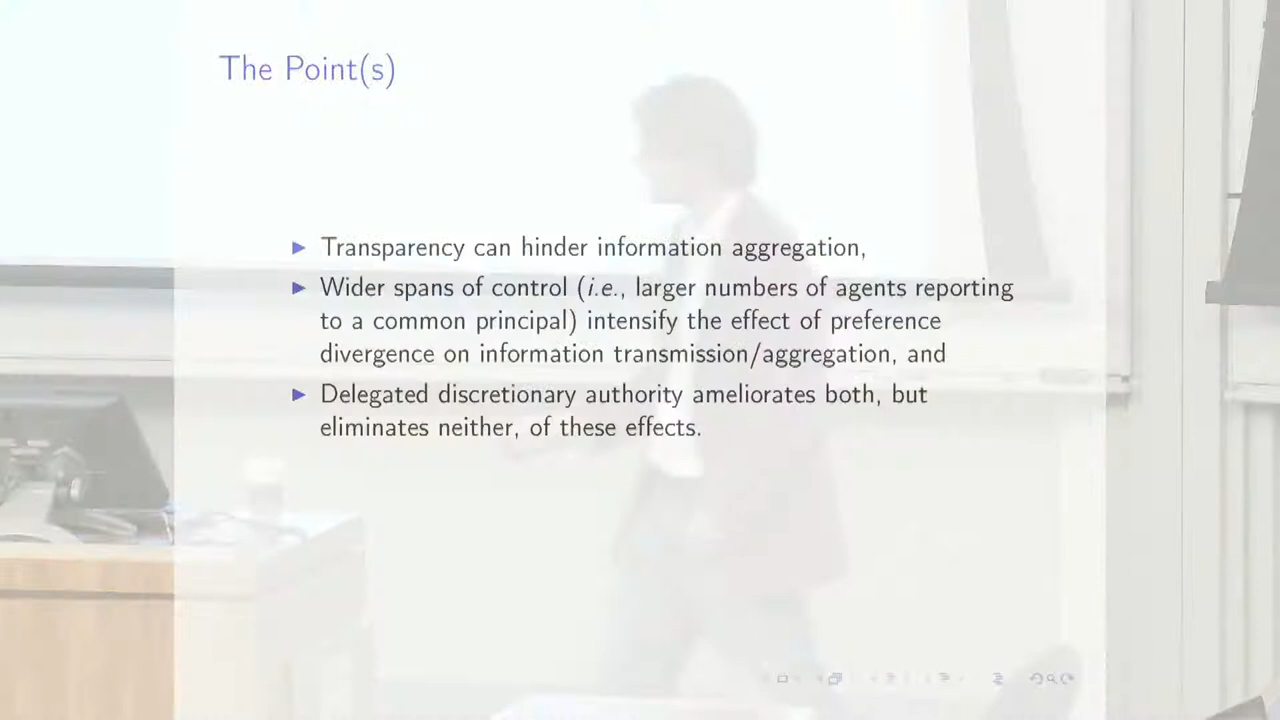 The Point(s)
▶ Transparency can hinder information aggregation,
▶ Wider spans of control (i.e., larger numbers of agents reporting
to a common principal) intensify the effect of preference
divergence on information transmission/aggregation, and
▶ Delegated discretionary authority ameliorates both, but
eliminates neither, of these effects.